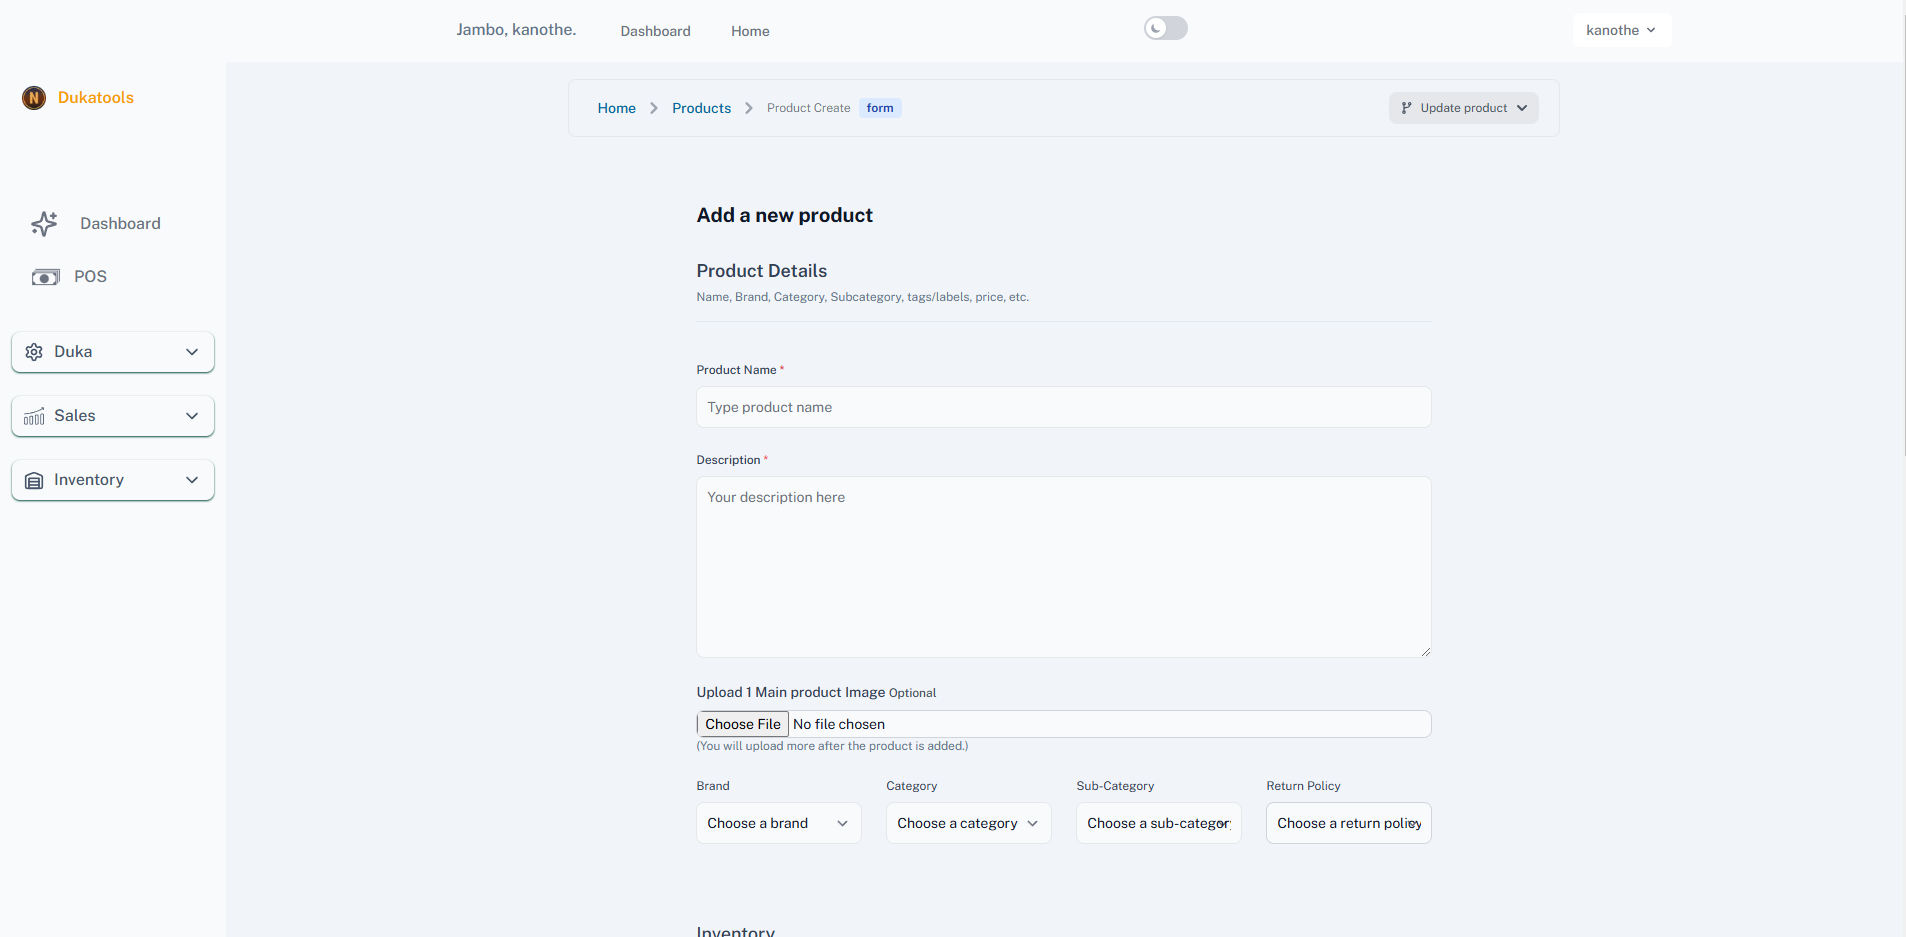 Jambo, kanothe. Dashboard Home kanothe
N Dukatools
Home Products Product Create form Update product
Dashboard
POS
Duka
Sales
Inventory
Add a new product
Product Details
Name, Brand, Category, Subcategory, tags/labels, price, etc.
Product Name *
Type product name
Description *
Your description here
Upload 1 Main product Image Optional
Choose File No file chosen
(You will upload more after the product is added.)
Brand Category Sub-Category Return Policy
Choose a brand Choose a category Choose a sub-categor Choose a return policy
Inventory